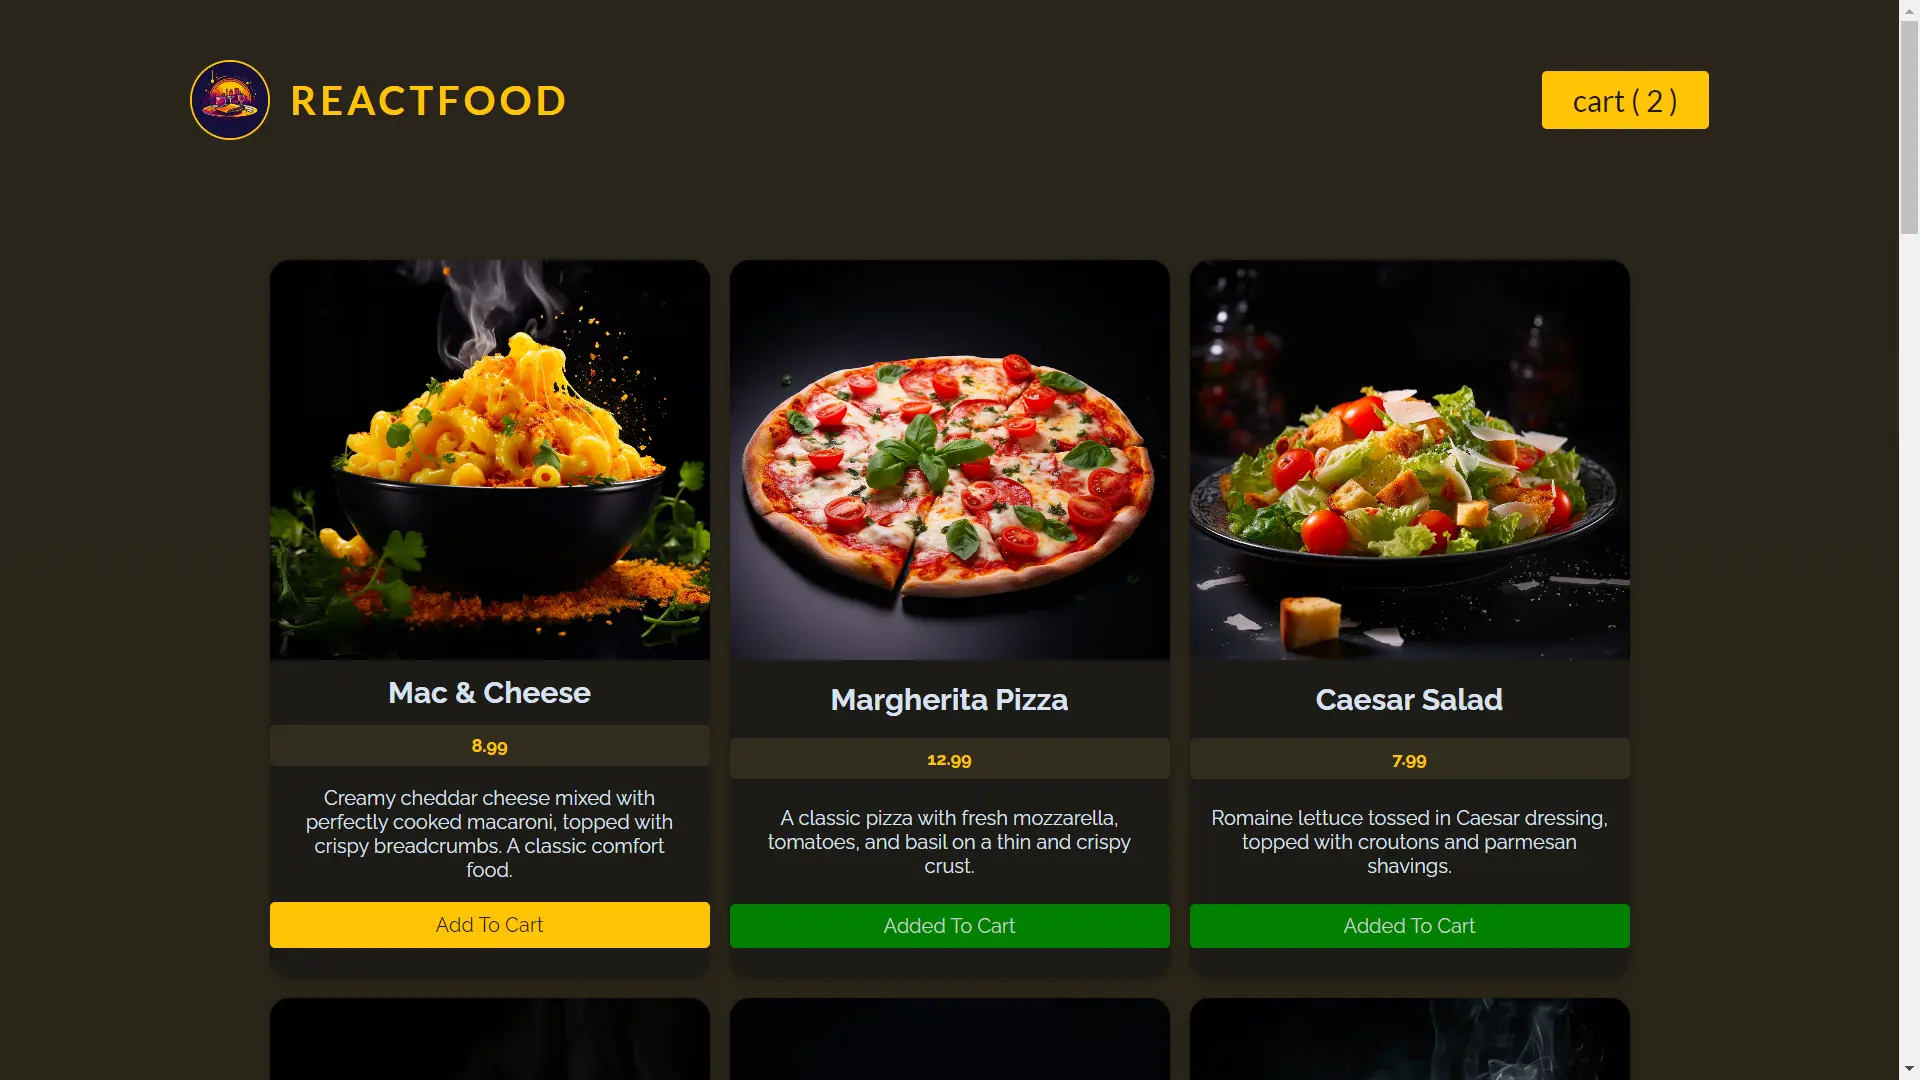 REACTFOOD
cart ( 2 )
Mac & Cheese
8.99
Creamy cheddar cheese mixed with
perfectly cooked macaroni, topped with
crispy breadcrumbs. A classic comfort
food.
Add To Cart
Margherita Pizza
12.99
A classic pizza with fresh mozzarella,
tomatoes, and basil on a thin and crispy
crust.
Added To Cart
Caesar Salad
7.99
Romaine lettuce tossed in Caesar dressing,
topped with croutons and parmesan
shavings.
Added To Cart